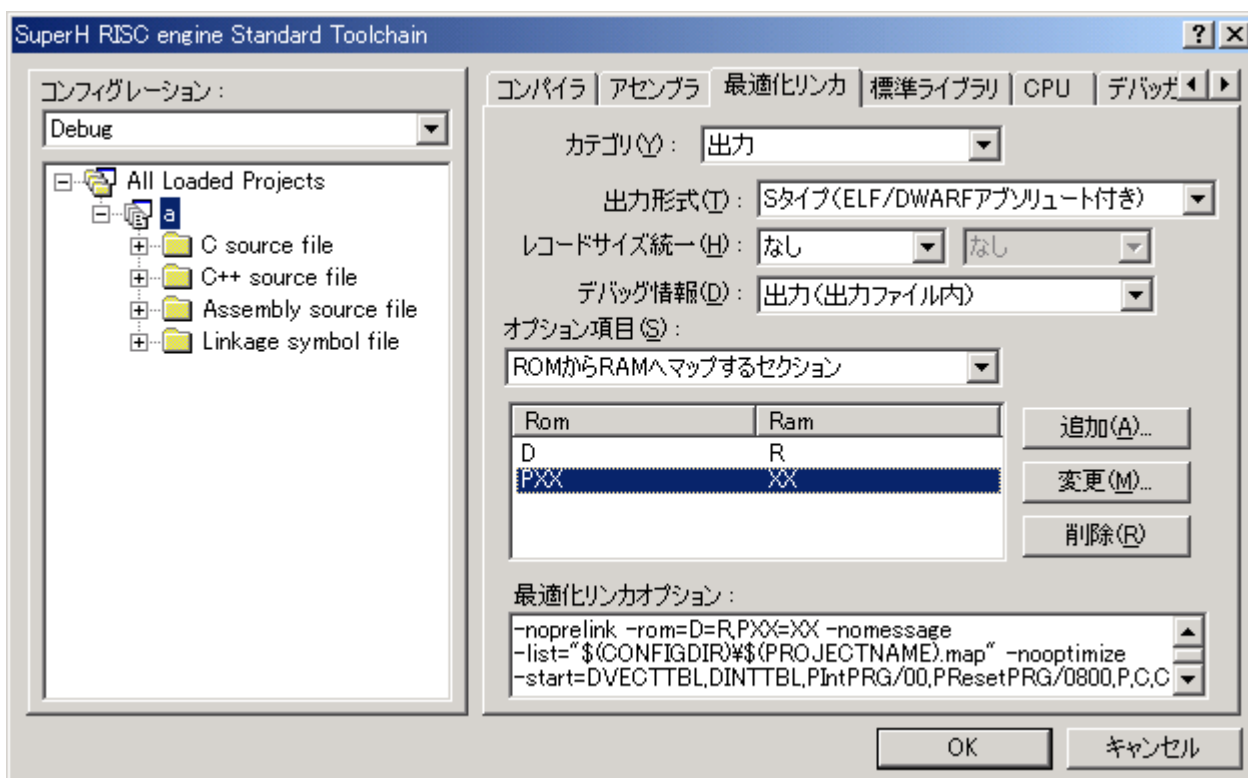 SuperH RISC engine Standard Toolchain
コンフィグレーション :
Debug
All Loaded Projects
a
C source file
C++ source file
Assembly source file
Linkage symbol file
コンパイラ アセンブラ 最適化リンカ 標準ライブラリ CPU デバッガ
カテゴリ(Y) : 出力
出力形式(T) : Sタイプ(ELF/DWARFアブソリュート付き)
レコードサイズ統一(H) : なし なし
デバッグ情報(D) : 出力(出力ファイル内)
オプション項目(S) :
ROMからRAMへマップするセクション
Rom Ram
D R
PXX XX
追加(A)...
変更(M)...
削除(R)
最適化リンカオプション :
-noprelink -rom=D=R,PXX=XX -nomessage
-list="$(CONFIGDIR)¥$(PROJECTNAME).map" -nooptimize
-start=DVECTTBL,DINTTBL,PIntPRG/00,PResetPRG/0800,P,C,C
OK キャンセル